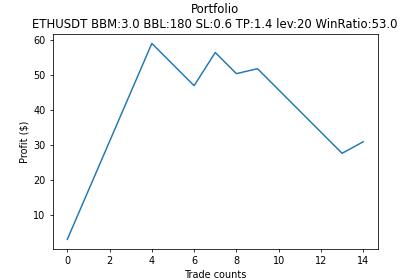 Portfolio
ETHUSDT BBM:3.0 BBL:180 SL:0.6 TP:1.4 lev:20 WinRatio:53.0
60
50
40
30
20
10
Profit ($)
0 2 4 6 8 10 12 14
Trade counts